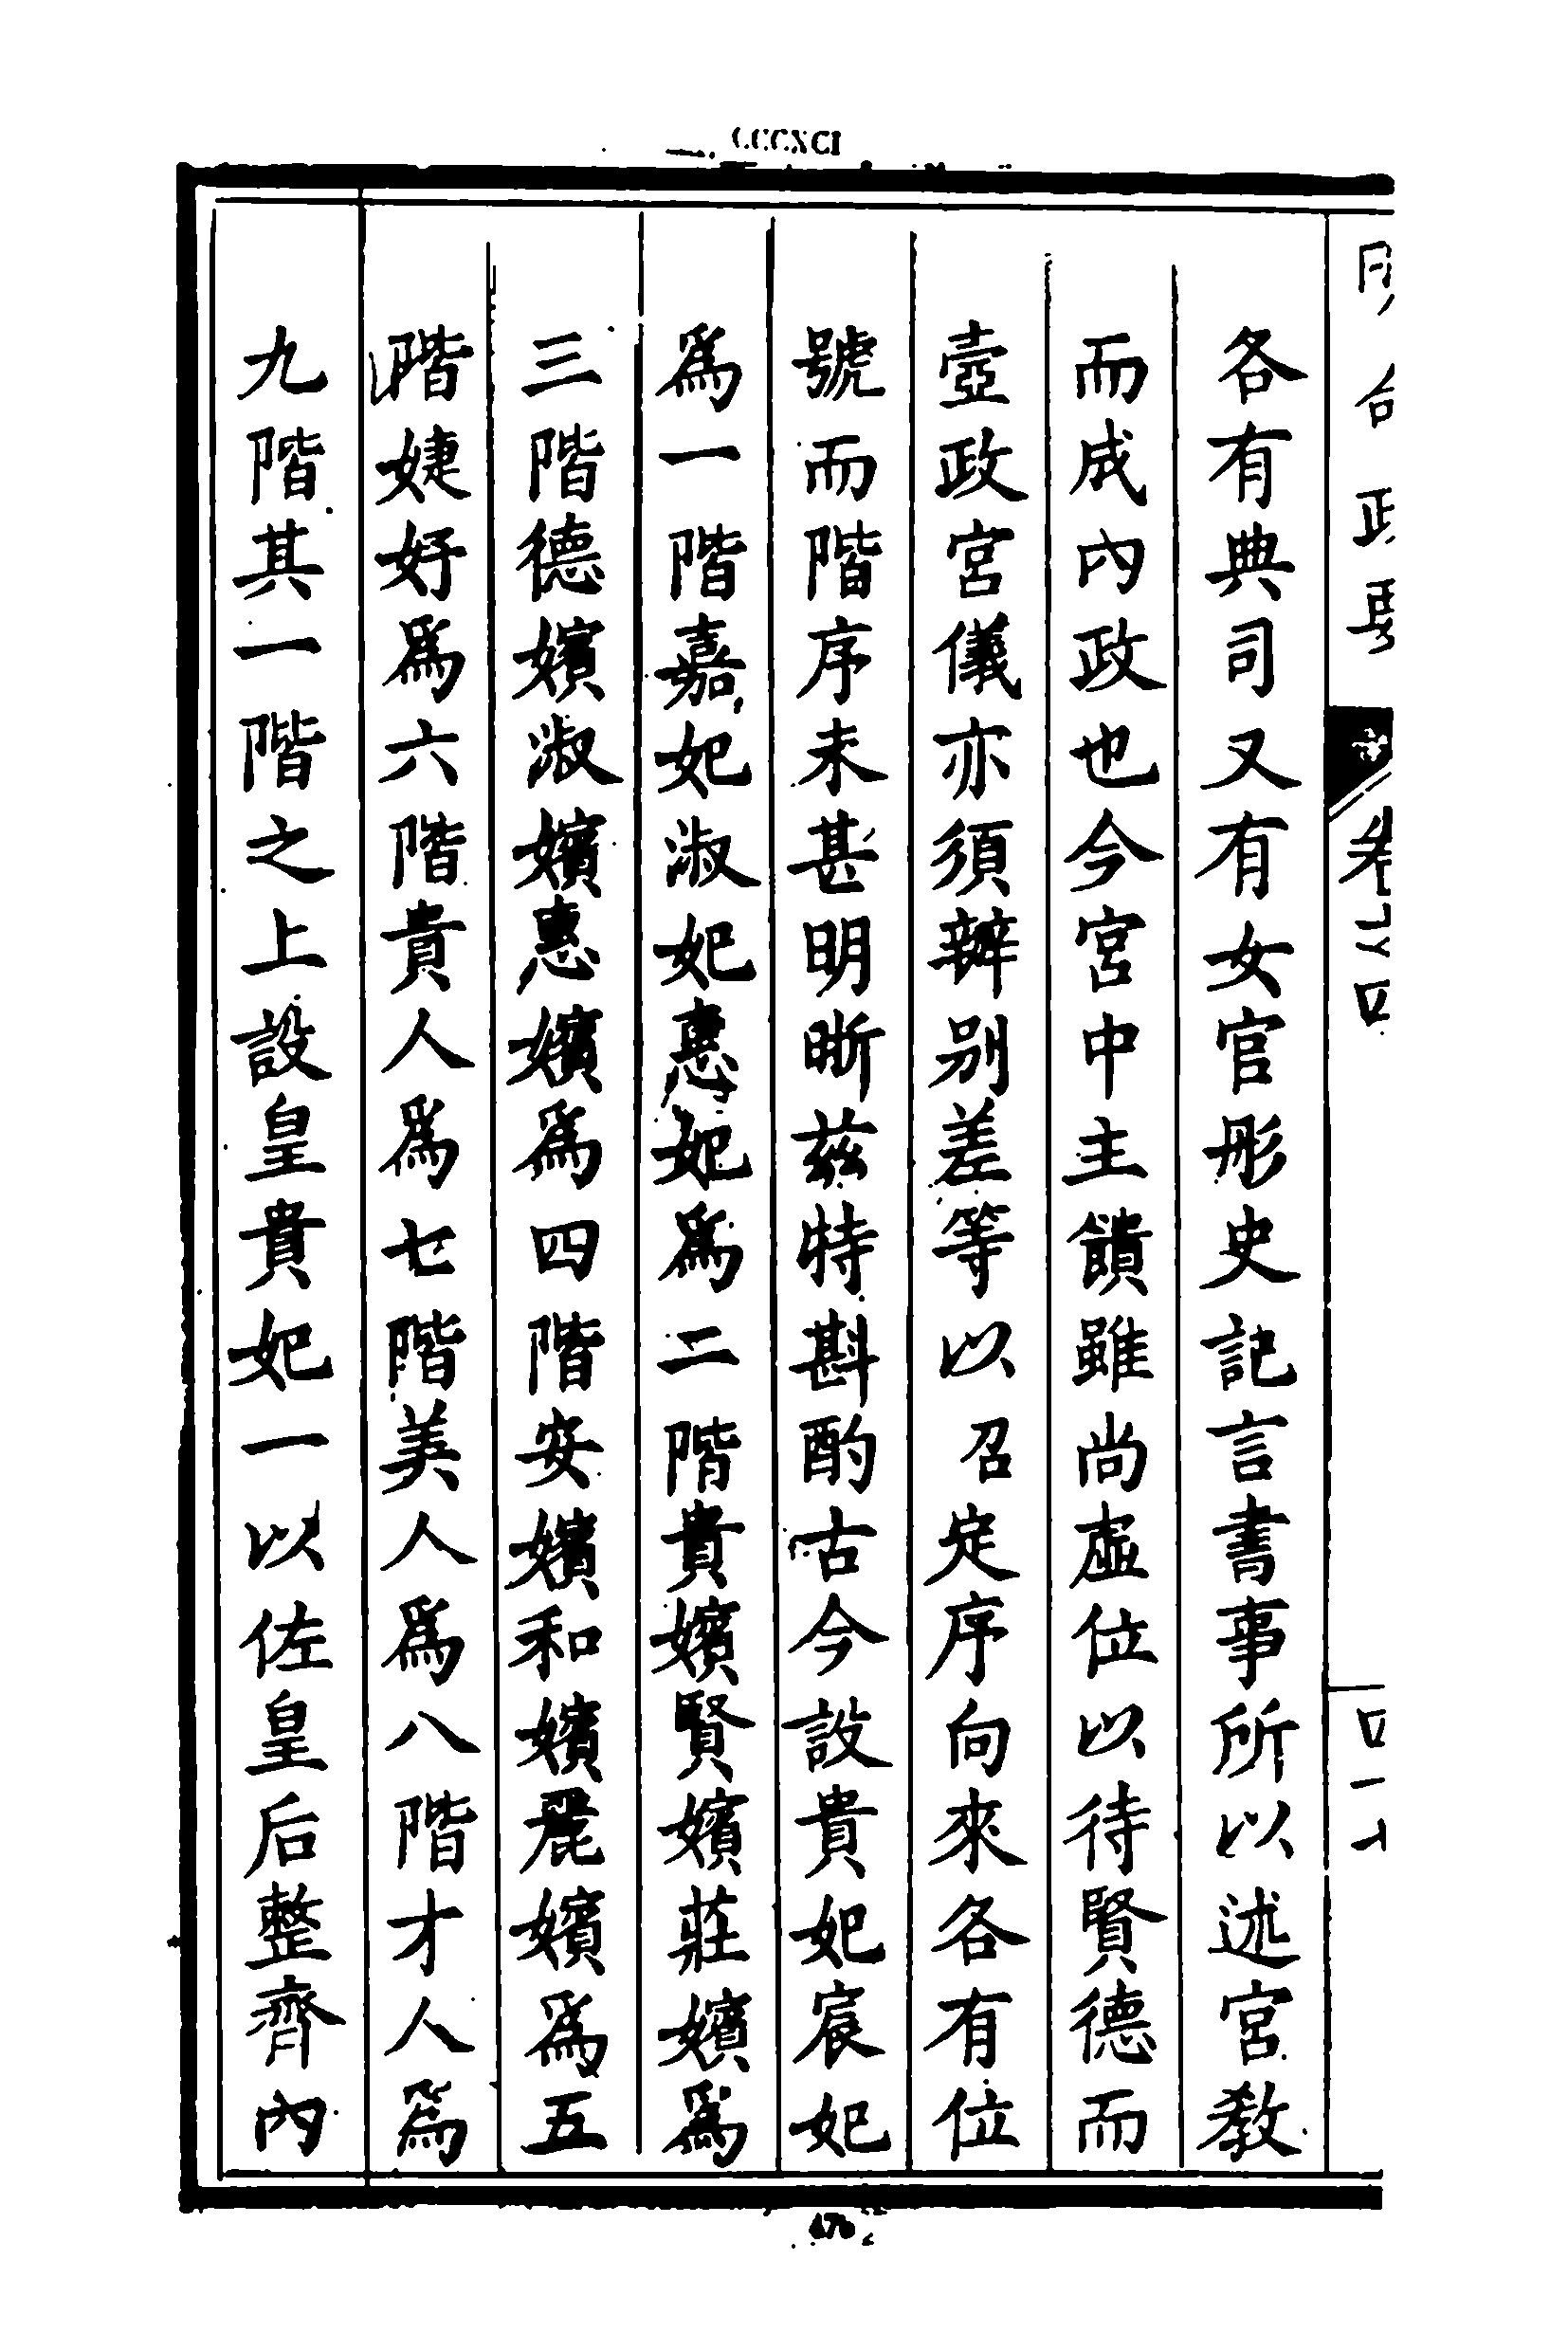 CCCXCI
各有典司又有女官彤史記言書事所以述宮教
而成內政也今宮中主饋雖尚虛位以待賢德而
壼政宮儀亦須辨別差等以召定序向來各有位
號而階序未甚明晰茲特斟酌古今設貴妃宸妃
爲一階嘉妃淑妃惠妃爲二階貴嬪賢嬪莊嬪爲
三階德嬪淑嬪惠嬪爲四階安嬪和嬪麗嬪爲五
階婕妤爲六階貴人爲七階美人爲八階才人爲
九階其一階之上設皇貴妃一以佐皇后整齊內